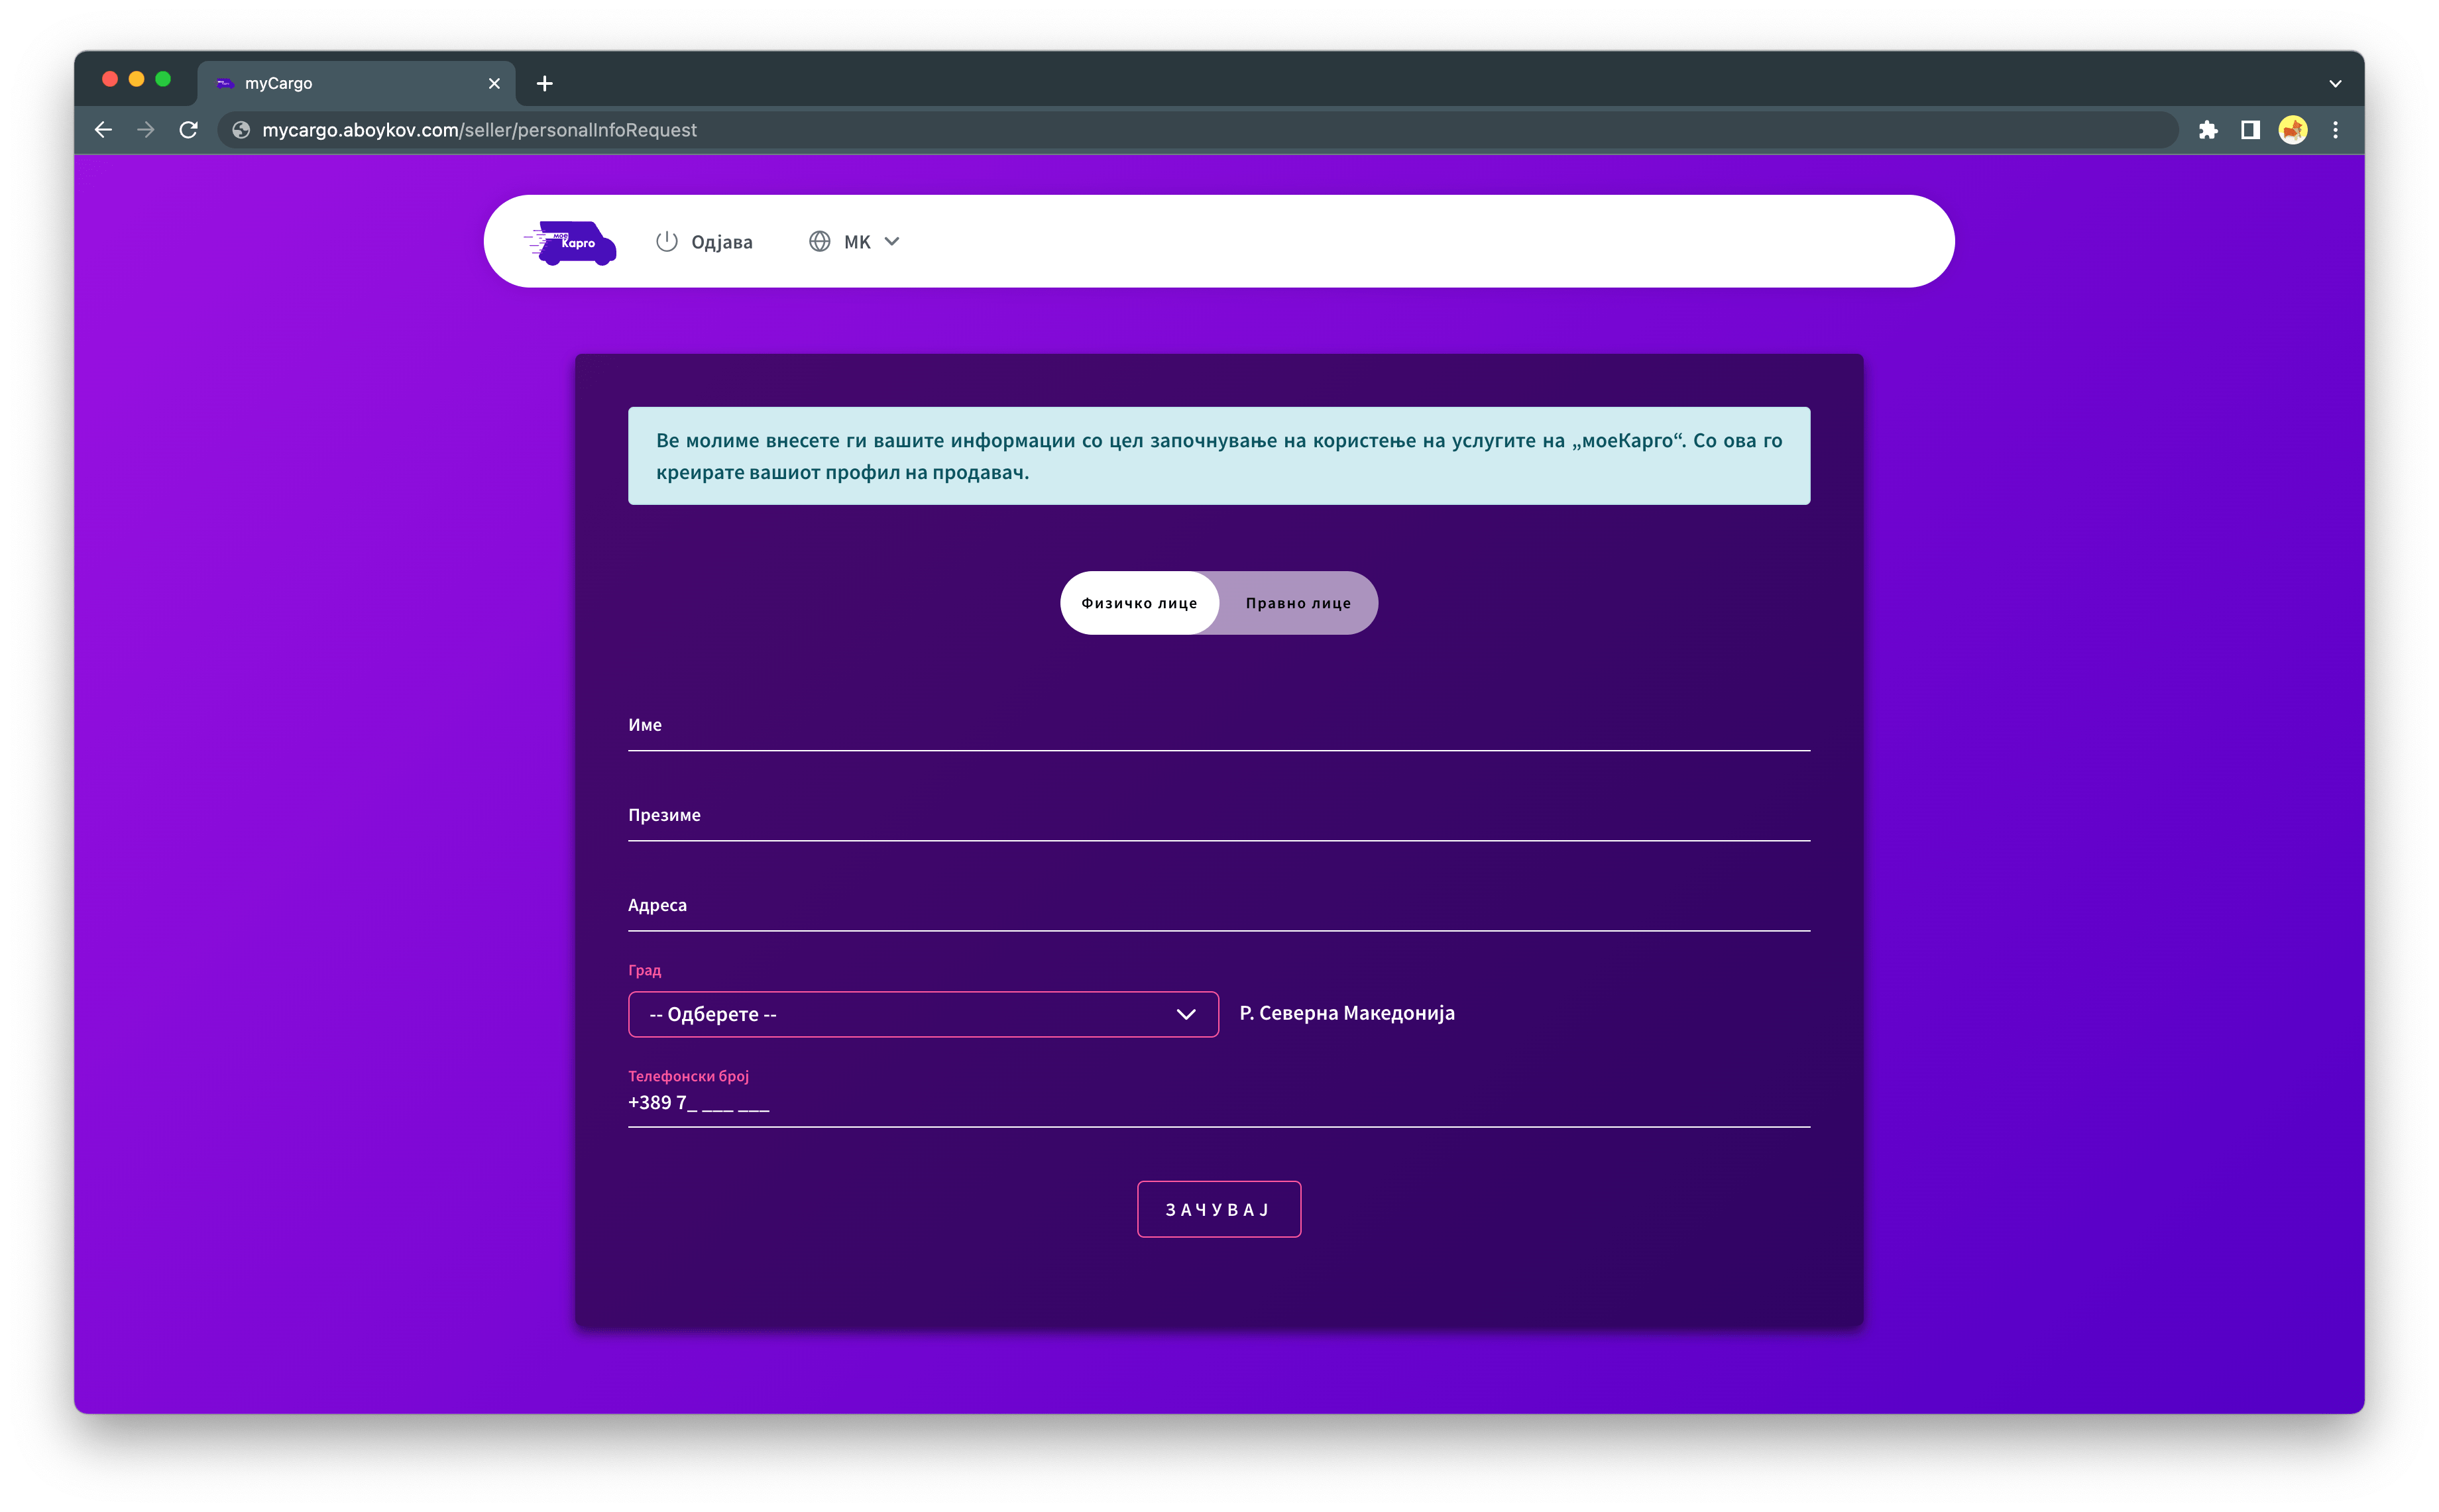 myCargo
mycargo.aboykov.com/seller/personalInfoRequest
мое
Карго
Одјава
МК
Ве молиме внесете ги вашите информации со цел започнување на користење на услугите на „моеКарго“. Со ова го
креирате вашиот профил на продавач.
Физичко лице
Правно лице
Име
Презиме
Адреса
Град
-- Одберете --
Р. Северна Македонија
Телефонски број
+389 7_ ___ ___
ЗАЧУВАЈ